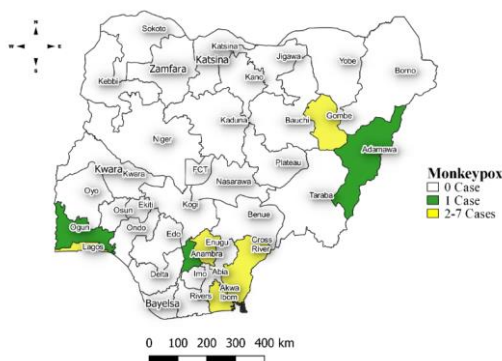 N
W E
S
Sokoto
Katsina
Katsina
Jigawa
Zamfara
Kebbi
Kano
Yobe
Borno
Kaduna
Bauchi
Gombe
Niger
Adamawa
Plateau
FCT
Kwara
Kwara
Nasarawa
Taraba
Oyo
Kogi
Ekiti
Osun
Benue
Ogun
Ondo
Edo
Enugu
Cross
River
Lagos
Anambra
Delta
Imo
Abia
Akwa
Ibom
Rivers
Bayelsa
Monkeypox
0 Case
1 Case
2-7 Cases
0 100 200 300 400 km